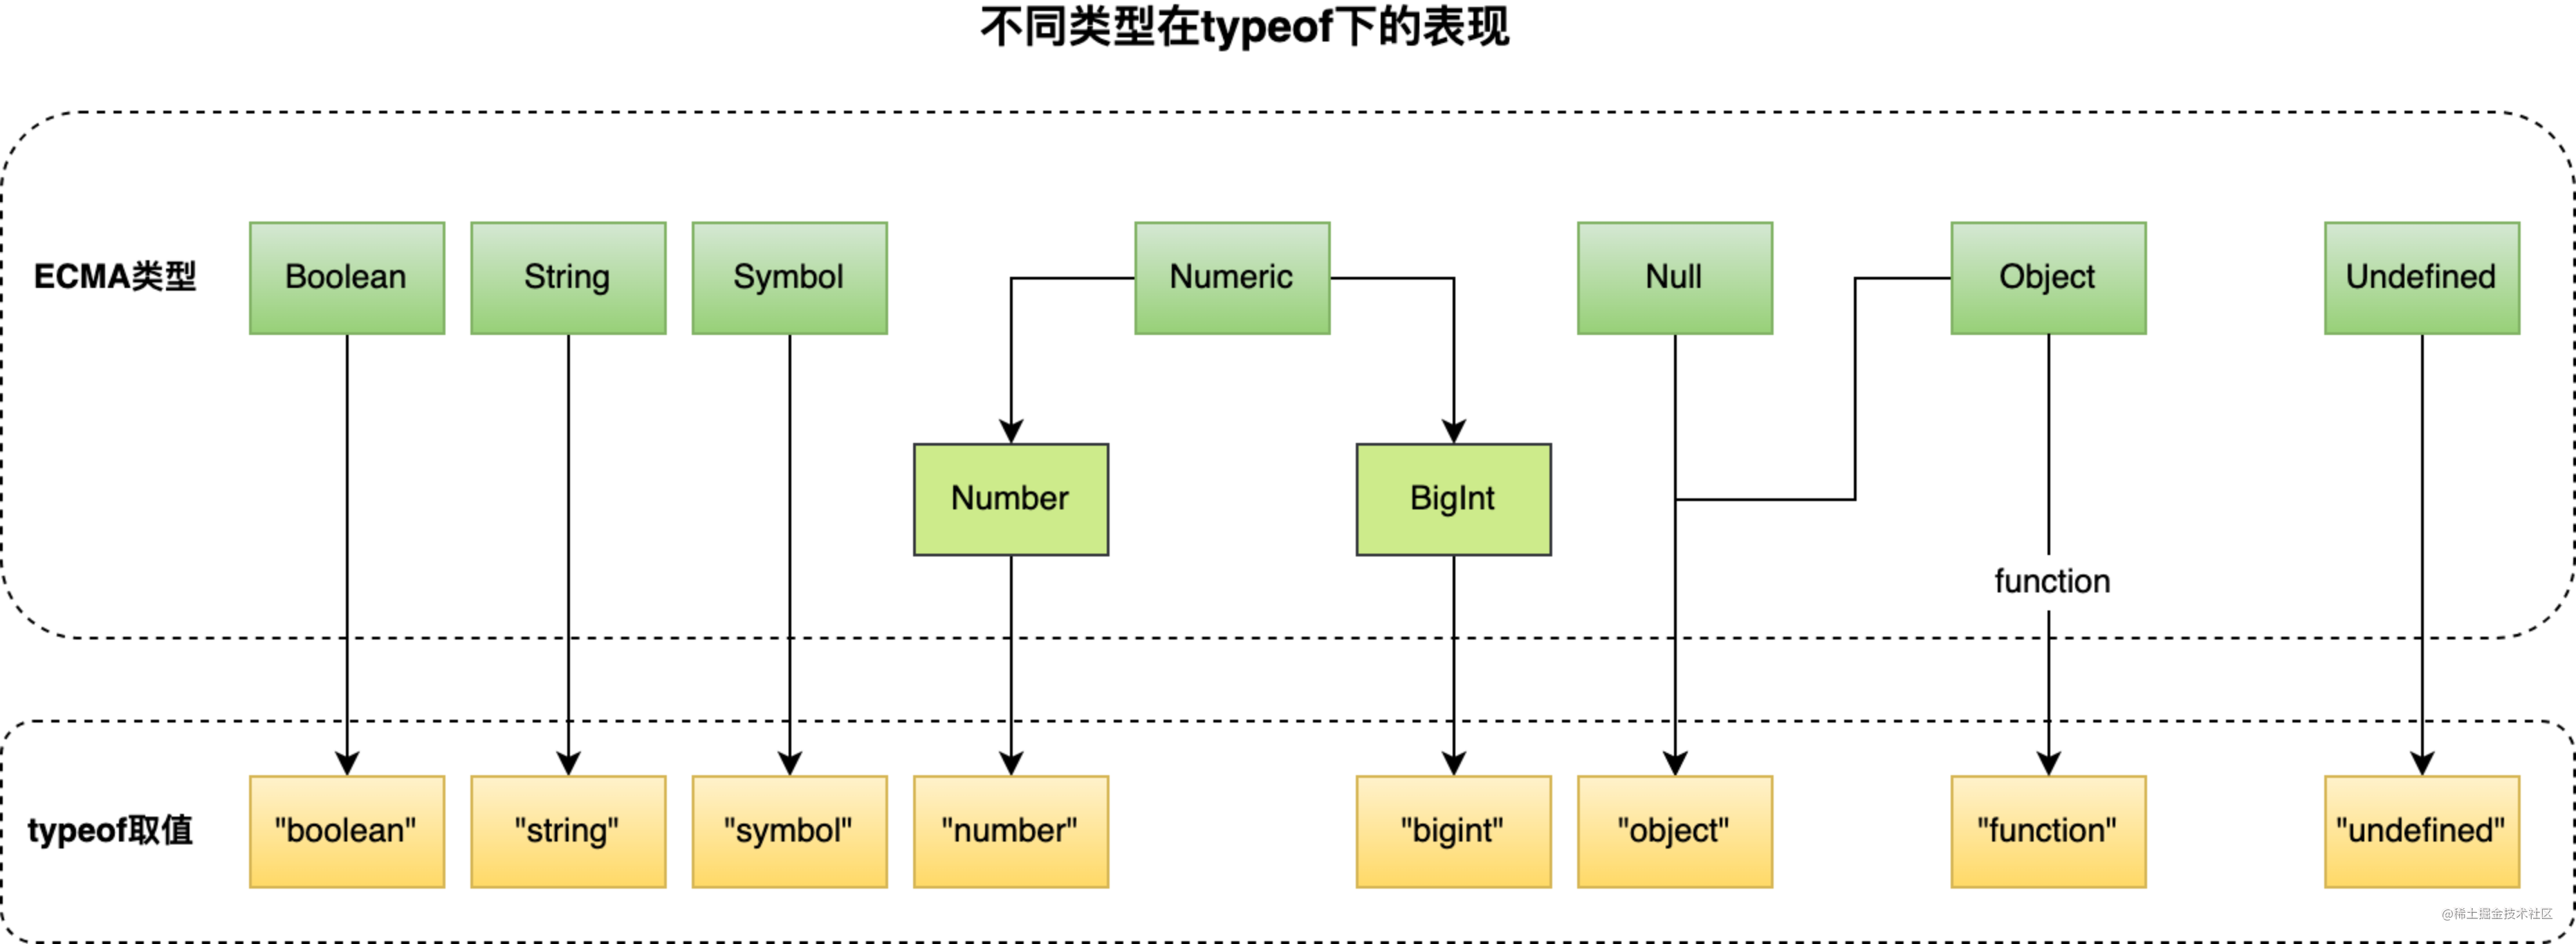 不同类型在typeof下的表现
ECMA类型
Boolean
String
Symbol
Numeric
Null
Object
Undefined
Number
BigInt
function
typeof取值
"boolean"
"string"
"symbol"
"number"
"bigint"
"object"
"function"
"undefined"
@稀土掘金技术社区